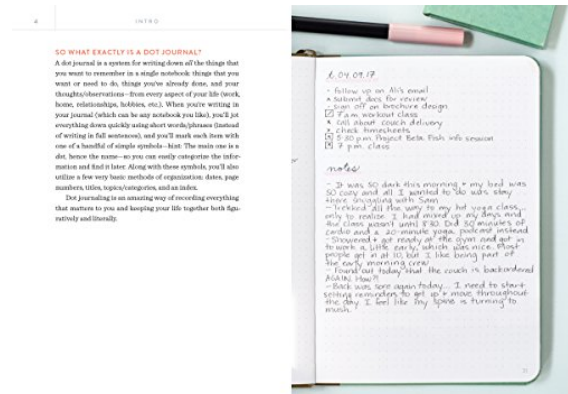 4
INTRO
SO WHAT EXACTLY IS A DOT JOURNAL?
A dot journal is a system for writing down all the things that
you want to remember in a single notebook: things that you
want or need to do, things you've already done, and your
thoughts/observations—from every aspect of your life (work,
home, relationships, hobbies, etc.). When you're writing in
your journal (which can be any notebook you like), you'll jot
everything down quickly using short words/phrases (instead
of writing in full sentences), and you'll mark each item with
one of a handful of simple symbols—hint: The main one is a
dot, hence the name—so you can easily categorize the infor-
mation and find it later. Along with these symbols, you'll also
utilize a few very basic methods of organization: dates, page
numbers, titles, topics/categories, and an index.
Dot journaling is an amazing way of recording everything
that matters to you and keeping your life together both figu-
ratively and literally.
04.09.17
- follow up on Ali's email
x submit docs for review
- sign off on brochure design
7 a.m. workout class
x call about couch delivery
x check timesheets
5:30 p.m. Project Beta Fish info session
7 p.m. class
notes
- It was SO dark this morning + my bed was
SO cozy and all I wanted to do was stay
there snuggling with Sam
- Trekked all the way to my hd yoga class...
only to realise I had mixed up my days and
the class wasn't until 8:30. Did 30 minutes of
cardio and a 20-minute yoga podcast instead
- Showered + got ready at the gym and got in
to work a little early, which was nice. Most
people get in at 10, but I like being part of
the early morning crew
- Found out today that the couch is backordered
AGAIN. How?!
- Back was sore again today... I need to start
setting reminders to get up + move throughout
the day. I feel like my spine is turning to
mush.